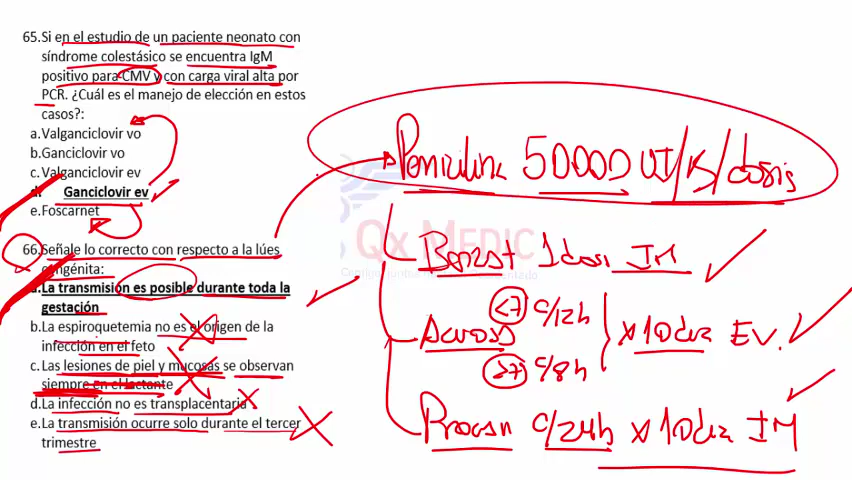 65.Si en el estudio de un paciente neonato con
síndrome colestásico se encuentra IgM
positivo para CMV y con carga viral alta por
PCR. ¿Cuál es el manejo de elección en estos
casos?:
a.Valganciclovir vo
b.Ganciclovir vo
c.Valganciclovir ev
d. Ganciclovir ev
e.Foscarnet
66.Señale lo correcto con respecto a la lúes
congénita:
a.La transmisión es posible durante toda la
gestación
b.La espiroquetemia no es el origen de la
infección en el feto
c.Las lesiones de piel y mucosas se observan
siempre en el lactante
d.La infección no es transplacentaria
e.La transmisión ocurre solo durante el tercer
trimestre
Penicilina 50000 UI/K/dosis
Qx MEDIC
Benzat 1 dosis IM
<7 c/12h
Acuosa x10 días EV.
>7 c/8h
Procain c/24h x10 días IM